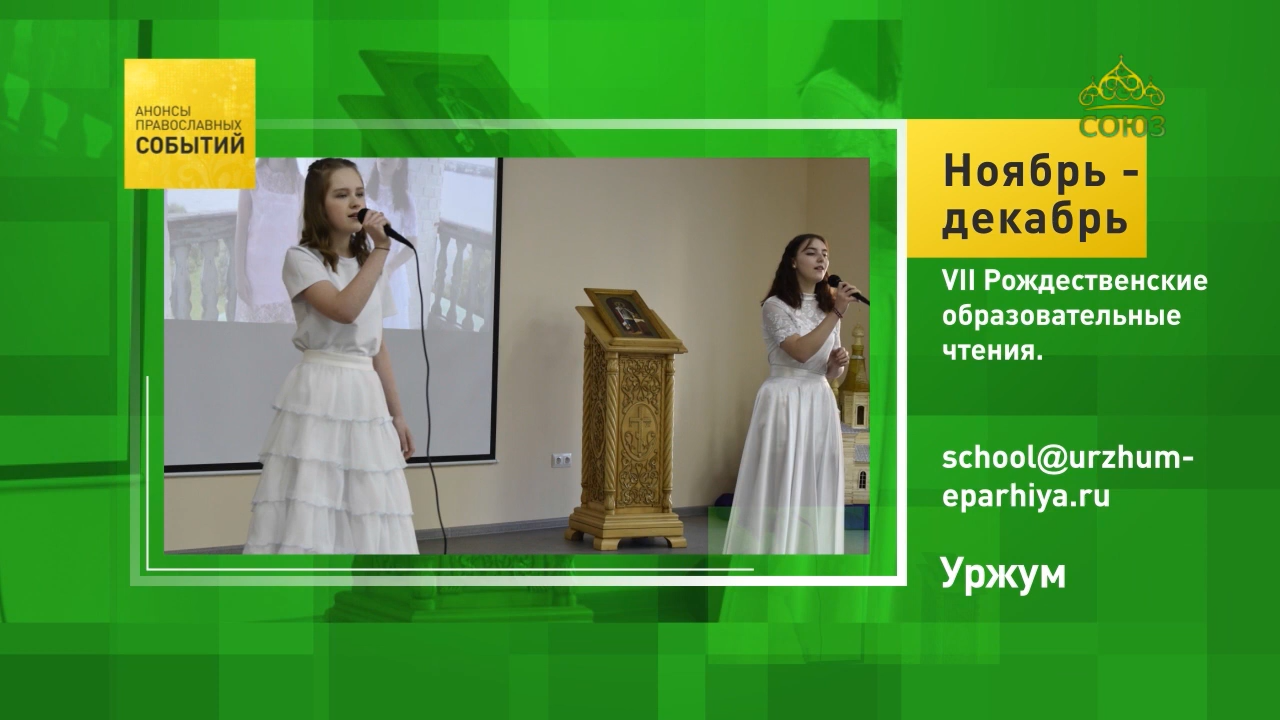 АНОНСЫ
ПРАВОСЛАВНЫХ
СОБЫТИЙ
СОЮЗ
Ноябрь -
декабрь
VII Рождественские
образовательные
чтения.
school@urzhum-
eparhiya.ru
Уржум